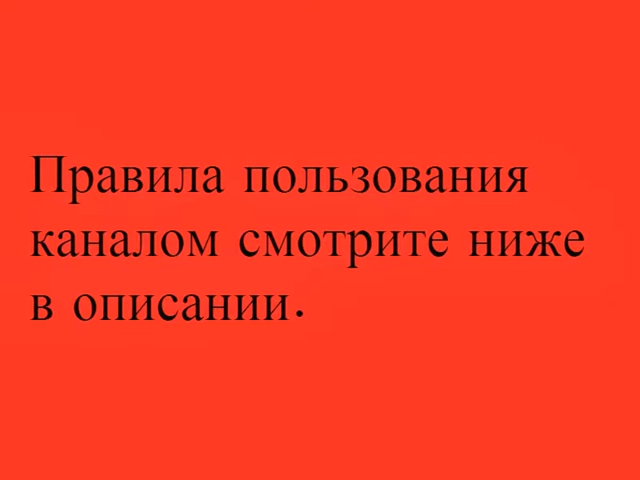 Правила пользования
каналом смотрите ниже
в описании.